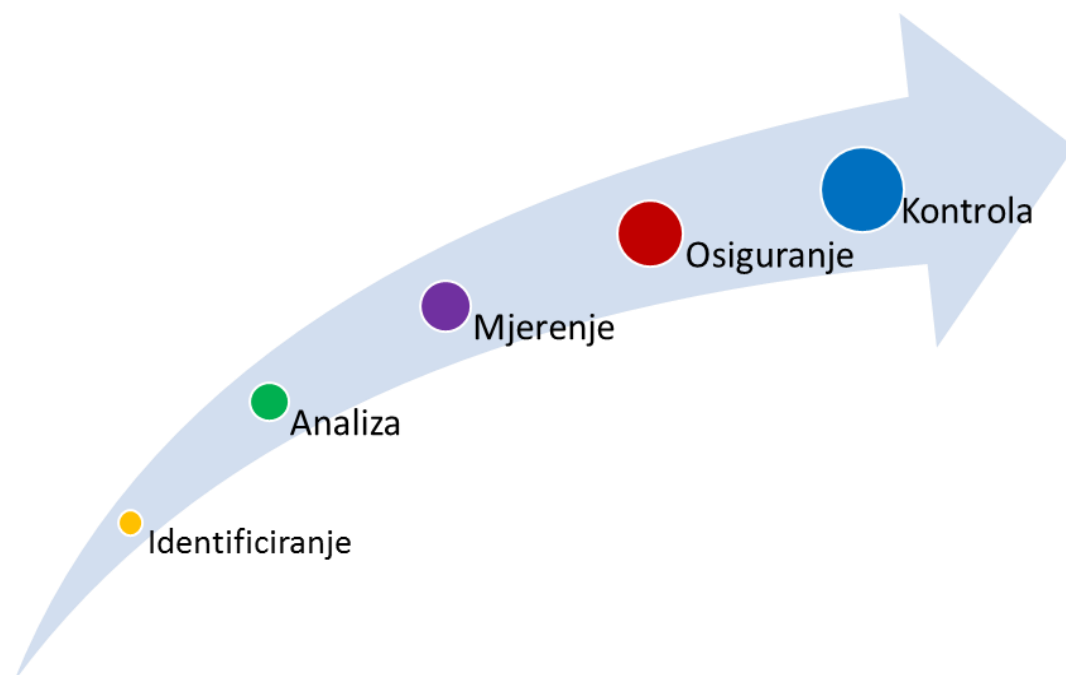 Kontrola
Osiguranje
Mjerenje
Analiza
Identificiranje